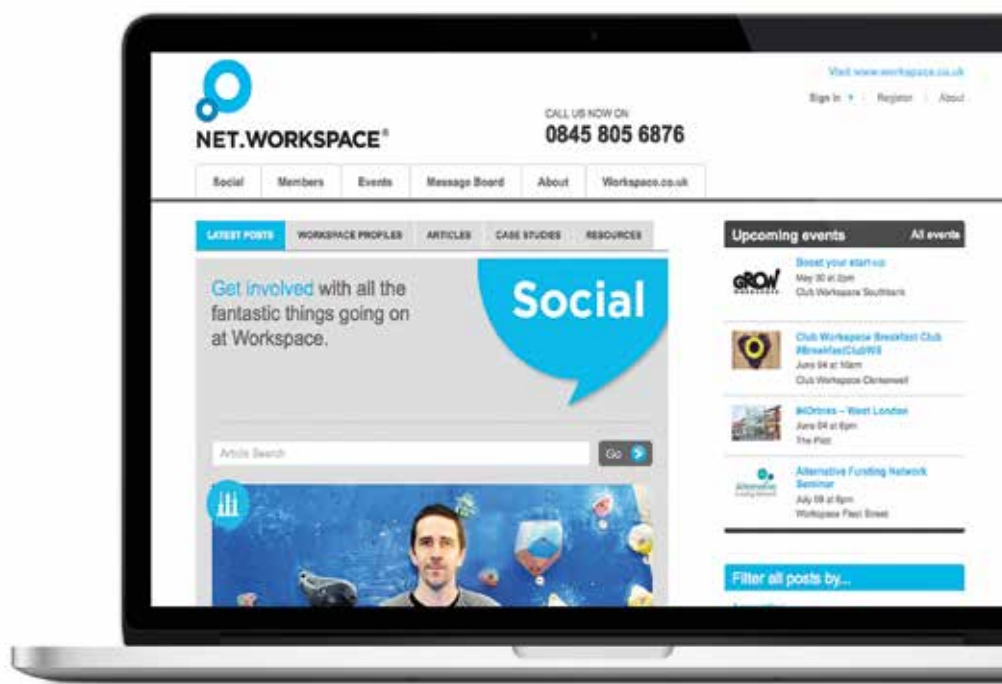 Visit www.workspace.co.uk
Sign in
Register
About
NET.WORKSPACE®
CALL US NOW ON
0845 805 6876
Social
Members
Events
Message Board
About
Workspace.co.uk
LATEST POSTS
WORKSPACE PROFILES
ARTICLES
CASE STUDIES
RESOURCES
Get involved with all the
fantastic things going on
at Workspace.
Social
Article Search
Go
Upcoming events
All events
GROW
Boost your start-up
May 30 at 2pm
Club Workspace Southbank
Club Workspace Breakfast Club
#BreakfastClubWS
June 04 at 10am
Club Workspace Clerkenwell
#4Drinks – West London
June 04 at 6pm
The Pilot
Alternative
Alternative Funding Network
Seminar
July 09 at 6pm
Workspace Fleet Street
Filter all posts by...